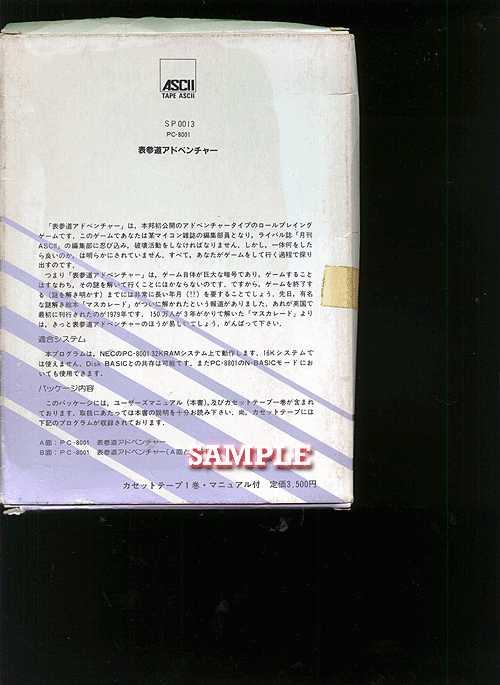 ASCII
TAPE ASCII
SP0013
PC-8001
表参道アドベンチャー
「表参道アドベンチャー」は，本邦初公開のアドベンチャータイプのロールプレイング
ゲームです．このゲームであなたは某マイコン雑誌の編集部員となり，ライバル誌「月刊
ASCII」の編集部に忍び込み，破壊活動をしなければなりません．しかし，一体何をした
ら良いのか，は明らかにされていません．すべて，あなたがゲームをして行く過程で探り
出すのです．
つまり「表参道アドベンチャー」は，ゲーム自体が巨大な暗号であり，ゲームすること
はすなわち，その謎を解いて行くことにほかならないのです．ですから，ゲームを終了す
る（謎を解き明かす）までには非常に長い年月（!?）を要することでしょう．先日，有名
な謎解き絵本「マスカレード」がついに解かれたという報道がありました．あれが英国で
最初に刊行されたのが1979年です．150万人が3年がかりで解いた「マスカレード」より
は，きっと表参道アドベンチャーのほうが易しいでしょう．がんばって下さい．
適合システム
本プログラムは，NECのPC-8001 32KRAMシステム上で動作します．16Kシステムで
は使えません．Disk BASICとの共存は可能です．またPC-8801のN-BASICモードにお
いても使用できます．
パッケージ内容
このパッケージには，ユーザーズマニュアル（本書），及びカセットテープ一巻が含まれ
ております．取扱にあたっては本書の説明を十分お読み下さい．尚，カセットテープには
下記のプログラムが収録されております．
A面：PC-8001 表参道アドベンチャー
B面：PC-8001 表参道アドベンチャー（A面と
SAMPLE
カセットテープ1巻・マニュアル付 定価3,500円